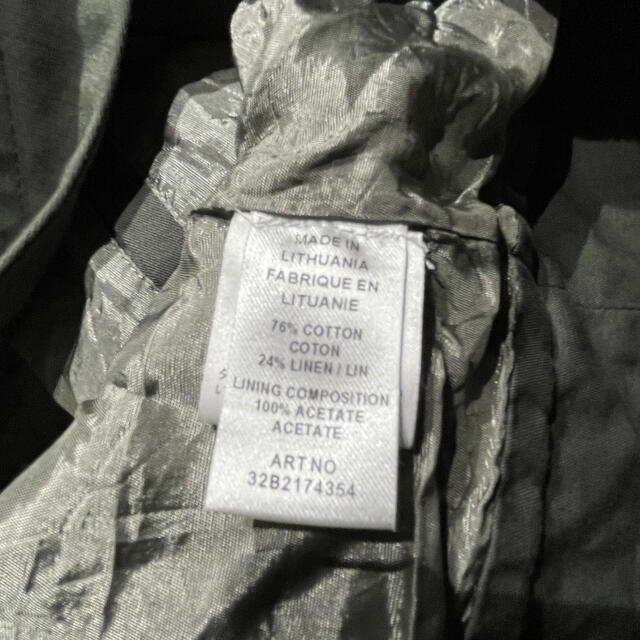 MADE IN
LITHUANIA
FABRIQUE EN
LITUANIE
76% COTTON
COTON
24% LINEN / LIN
LINING COMPOSITION
100% ACETATE
ACETATE
ART NO
32B2174354